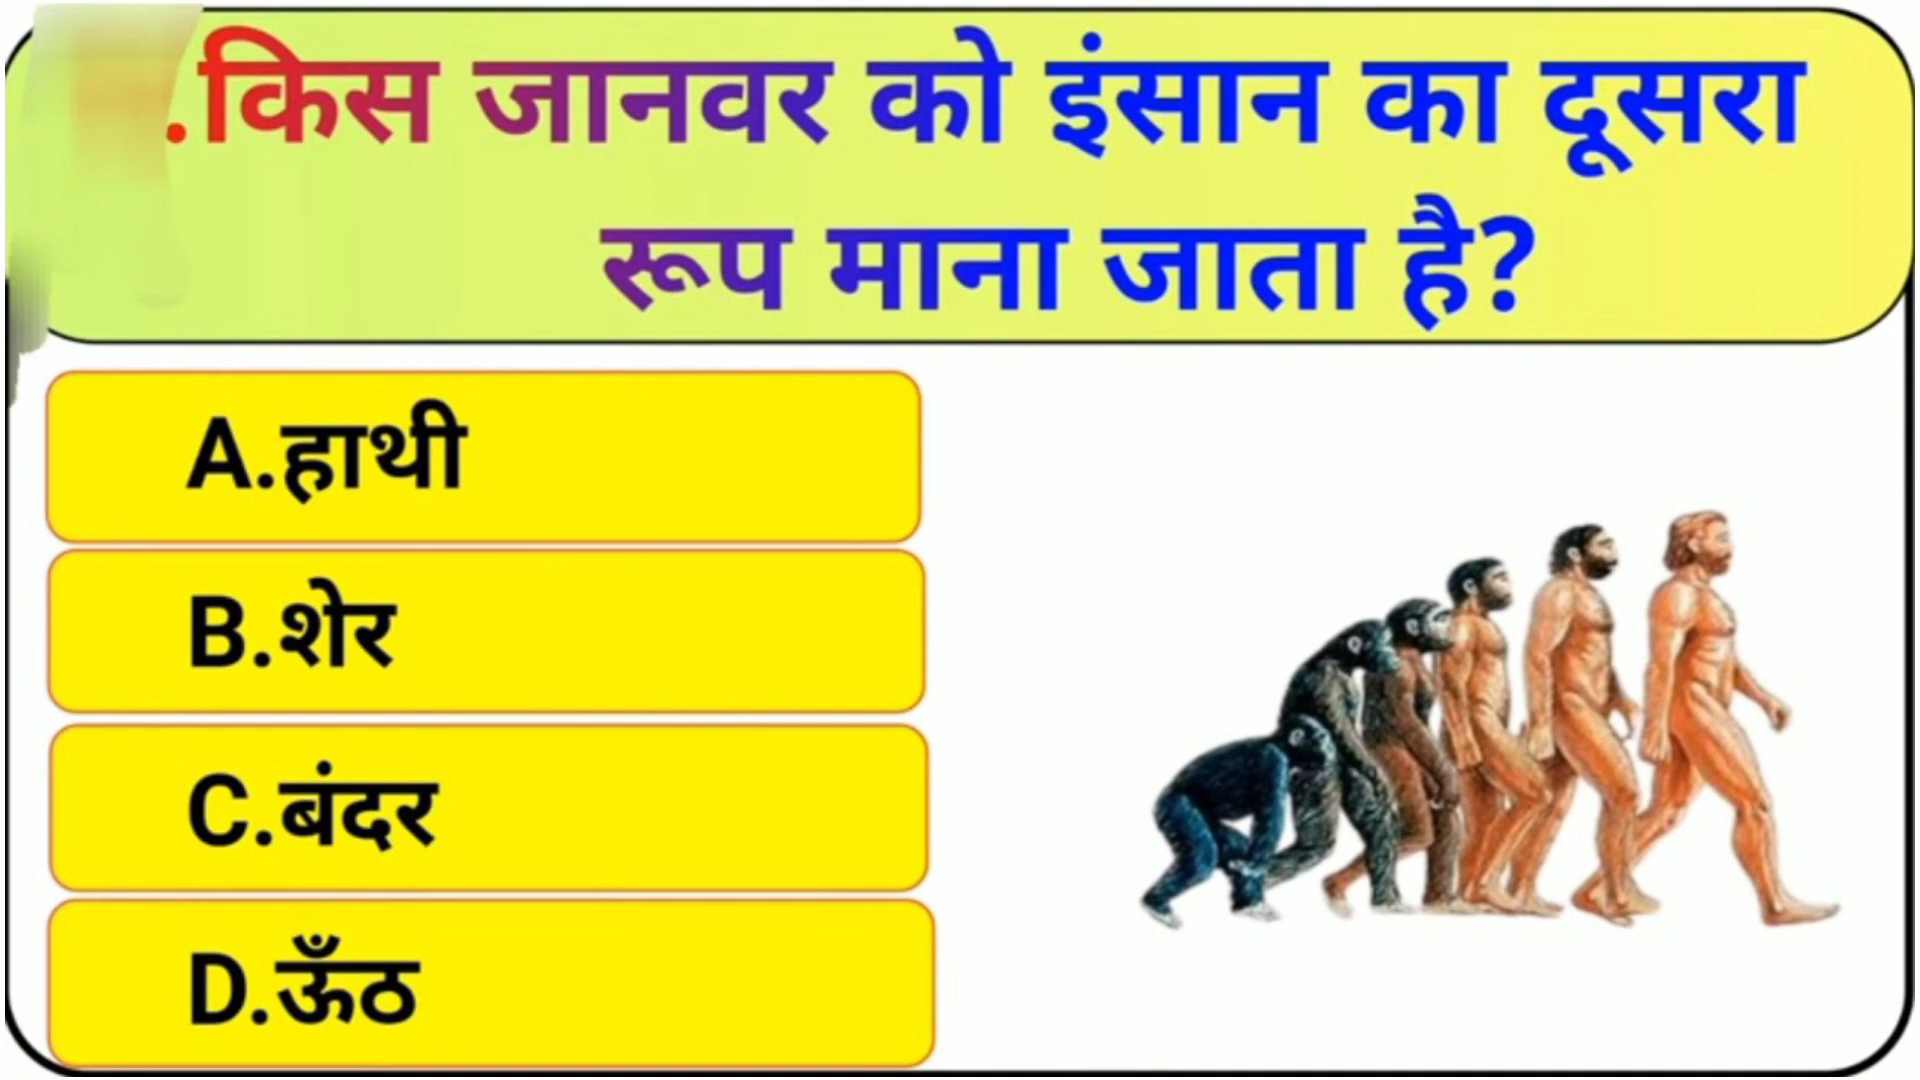 .किस जानवर को इंसान का दूसरा
रूप माना जाता है?
A.हाथी
B.शेर
C.बंदर
D.ऊँठ